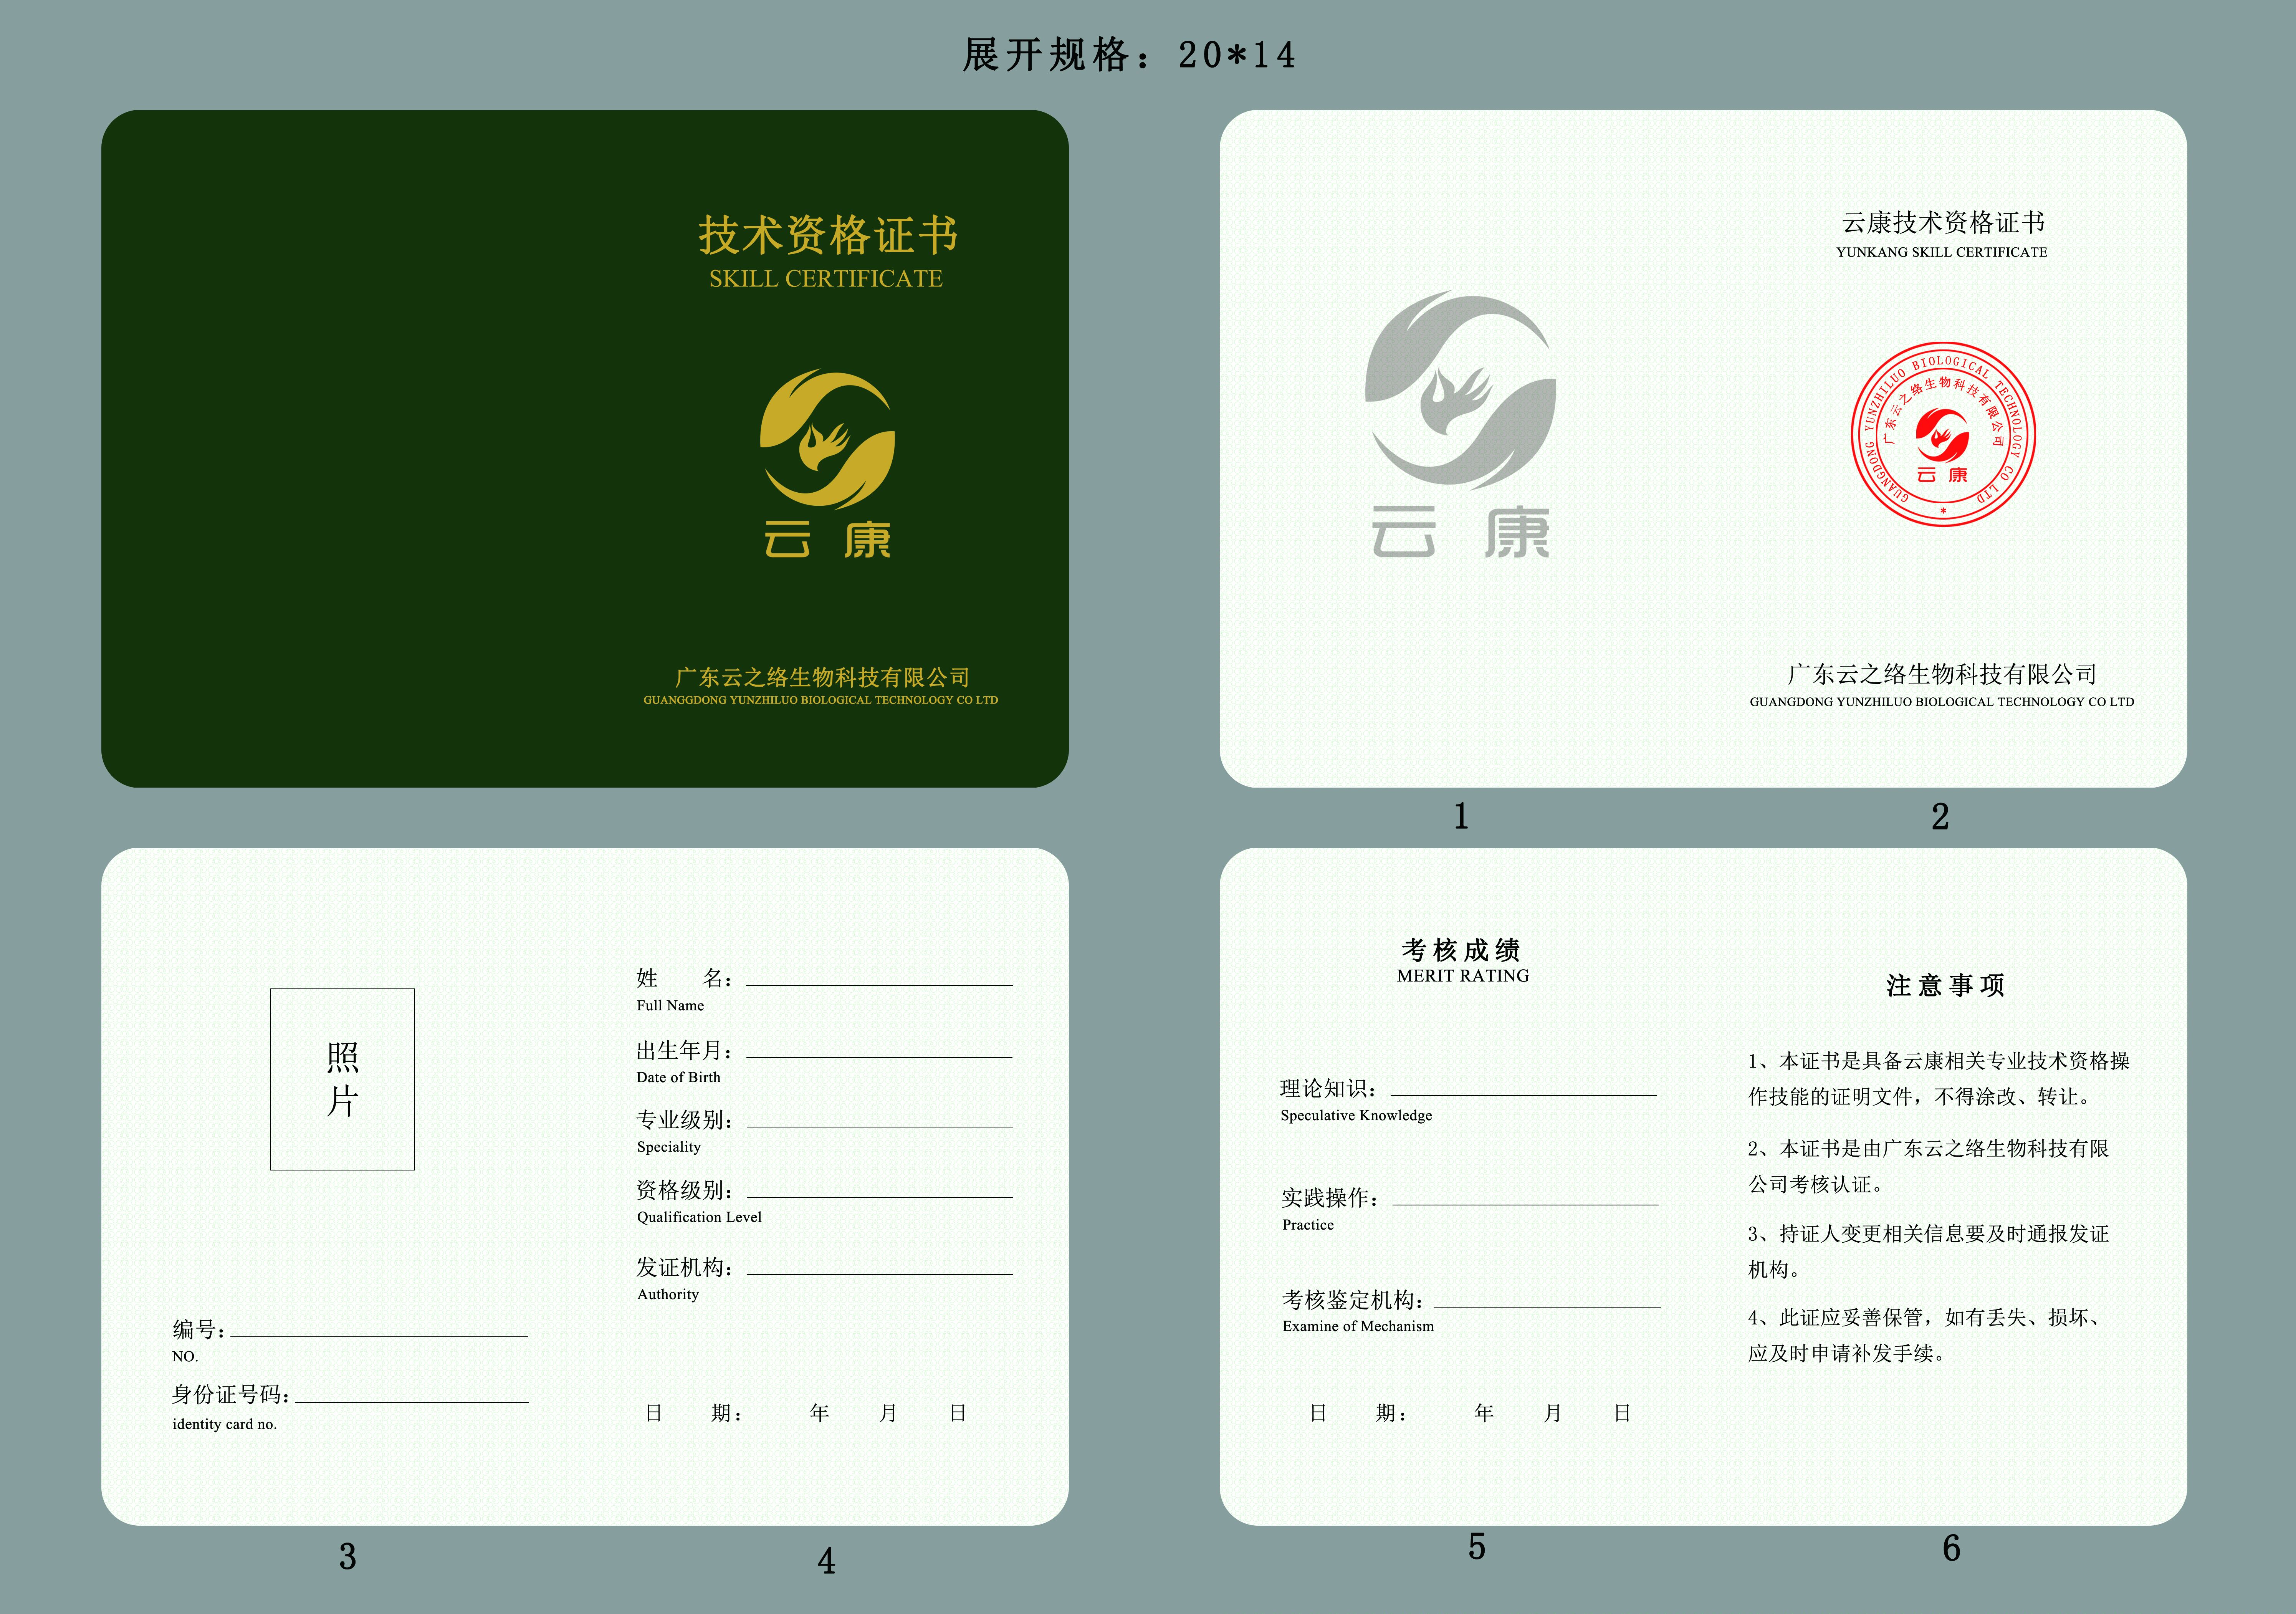 展开规格：20*14
技术资格证书
SKILL CERTIFICATE
云 康
广东云之络生物科技有限公司
GUANGGDONG YUNZHILUO BIOLOGICAL TECHNOLOGY CO LTD
云 康
云康技术资格证书
YUNKANG SKILL CERTIFICATE
GUANGDONG YUNZHILUO BIOLOGICAL TECHNOLOGY CO LTD
广东云之络生物科技有限公司
云 康
*
广东云之络生物科技有限公司
GUANGDONG YUNZHILUO BIOLOGICAL TECHNOLOGY CO LTD
1
2
照
片
编号:
NO.
身份证号码:
identity card no.
姓 名:
Full Name
出生年月:
Date of Birth
专业级别:
Speciality
资格级别:
Qualification Level
发证机构:
Authority
日 期: 年 月 日
3
4
考核成绩
MERIT RATING
理论知识:
Speculative Knowledge
实践操作:
Practice
考核鉴定机构:
Examine of Mechanism
日 期: 年 月 日
注意事项
1、本证书是具备云康相关专业技术资格操
作技能的证明文件，不得涂改、转让。
2、本证书是由广东云之络生物科技有限
公司考核认证。
3、持证人变更相关信息要及时通报发证
机构。
4、此证应妥善保管，如有丢失、损坏、
应及时申请补发手续。
5
6